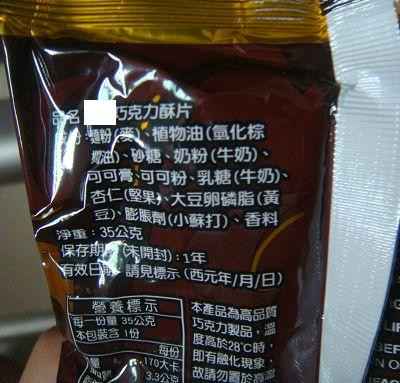 品名 巧克力酥片
麵粉(麥)、植物油(氫化棕
櫚油)、砂糖、奶粉(牛奶)、
可可膏、可可粉、乳糖(牛奶)、
杏仁(堅果)、大豆卵磷脂(黃
豆)、膨脹劑(小蘇打)、香料
淨重：35公克
保存期 (未開封)：1年
有效日期 請見標示 (西元年/月/日)
營養標示
每一份量 35公克
本包裝含 1份
每份
170大卡
3.3公克
本產品為高品質
巧克力製品，溫
度高於28℃時，
即有融化現象，
故請勿置於高溫